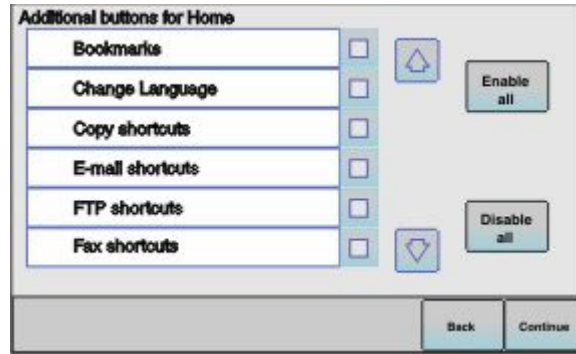 Additional buttons for Home
Bookmarks
Change Language
Copy shortcuts
E-mail shortcuts
FTP shortcuts
Fax shortcuts
Enable
all
Disable
all
Back
Continue